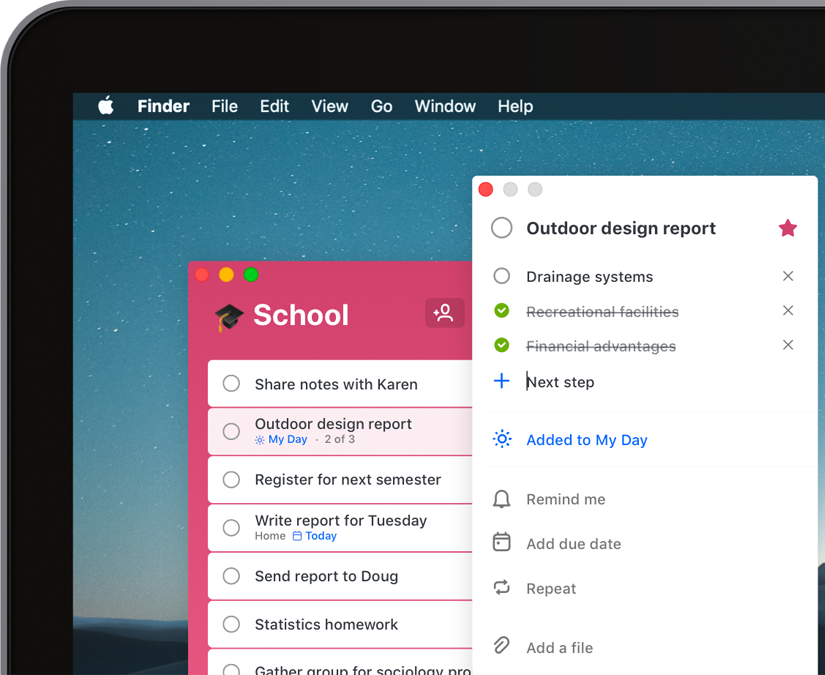 Finder File Edit View Go Window Help
School
Share notes with Karen
Outdoor design report
My Day · 2 of 3
Register for next semester
Write report for Tuesday
Home Today
Send report to Doug
Statistics homework
Gather group for sociology pro
Outdoor design report
Drainage systems
Recreational facilities
Financial advantages
Next step
Added to My Day
Remind me
Add due date
Repeat
Add a file